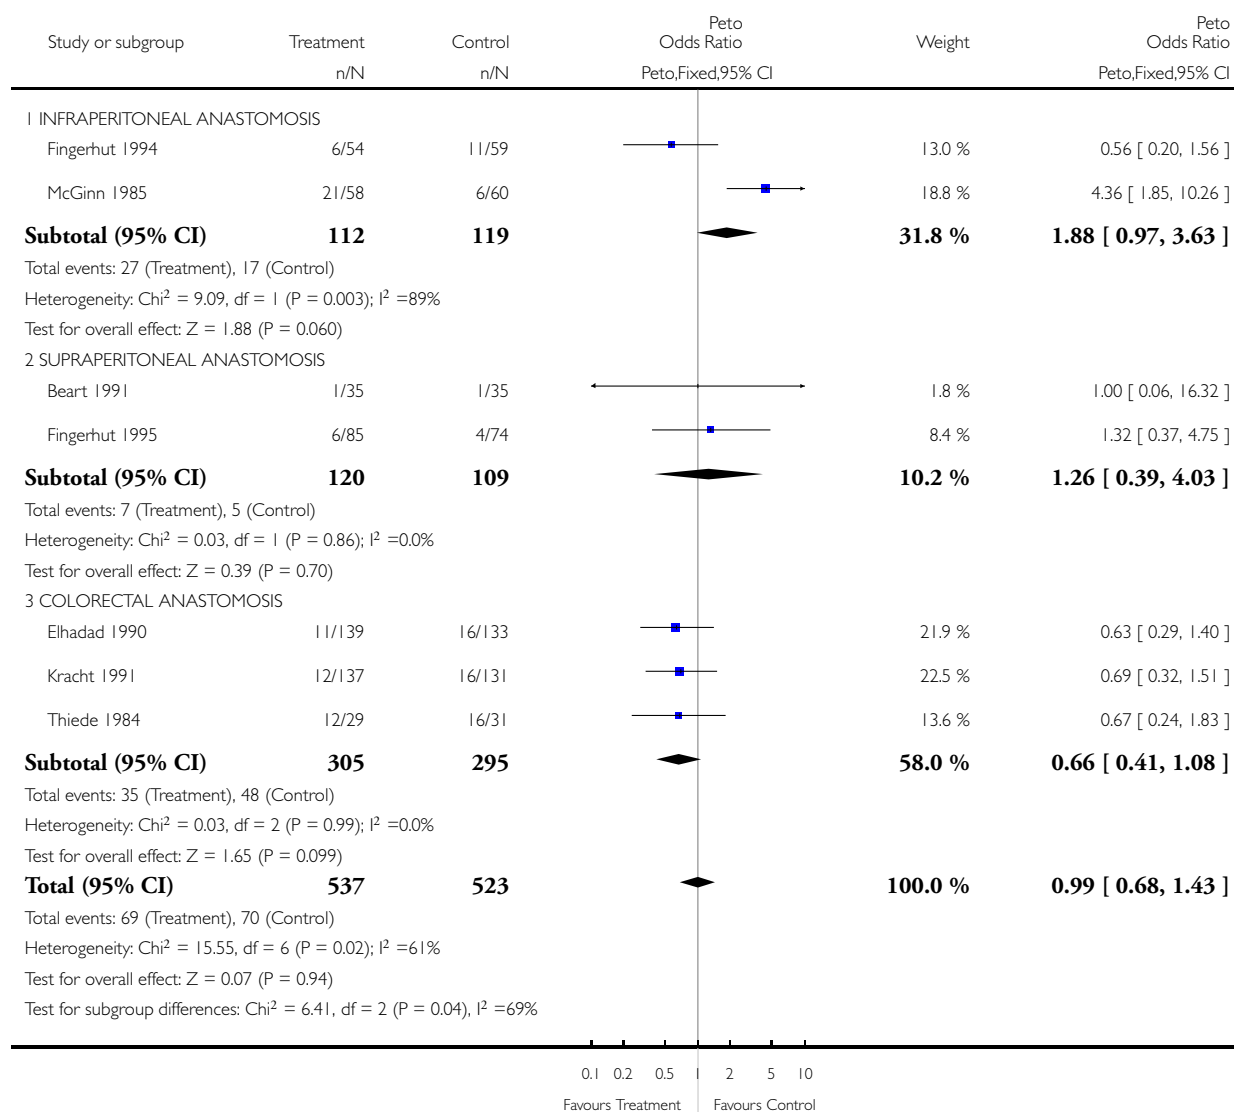 Peto Peto
Study or subgroup Treatment Control Odds Ratio Weight Odds Ratio
n/N n/N Peto,Fixed,95% CI Peto,Fixed,95% CI
1 INFRAPERITONEAL ANASTOMOSIS
Fingerhut 1994 6/54 11/59 13.0 % 0.56 [ 0.20, 1.56 ]
McGinn 1985 21/58 6/60 18.8 % 4.36 [ 1.85, 10.26 ]
Subtotal (95% CI) 112 119 31.8 % 1.88 [ 0.97, 3.63 ]
Total events: 27 (Treatment), 17 (Control)
Heterogeneity: Chi² = 9.09, df = 1 (P = 0.003); I² =89%
Test for overall effect: Z = 1.88 (P = 0.060)
2 SUPRAPERITONEAL ANASTOMOSIS
Beart 1991 1/35 1/35 1.8 % 1.00 [ 0.06, 16.32 ]
Fingerhut 1995 6/85 4/74 8.4 % 1.32 [ 0.37, 4.75 ]
Subtotal (95% CI) 120 109 10.2 % 1.26 [ 0.39, 4.03 ]
Total events: 7 (Treatment), 5 (Control)
Heterogeneity: Chi² = 0.03, df = 1 (P = 0.86); I² =0.0%
Test for overall effect: Z = 0.39 (P = 0.70)
3 COLORECTAL ANASTOMOSIS
Elhadad 1990 11/139 16/133 21.9 % 0.63 [ 0.29, 1.40 ]
Kracht 1991 12/137 16/131 22.5 % 0.69 [ 0.32, 1.51 ]
Thiede 1984 12/29 16/31 13.6 % 0.67 [ 0.24, 1.83 ]
Subtotal (95% CI) 305 295 58.0 % 0.66 [ 0.41, 1.08 ]
Total events: 35 (Treatment), 48 (Control)
Heterogeneity: Chi² = 0.03, df = 2 (P = 0.99); I² =0.0%
Test for overall effect: Z = 1.65 (P = 0.099)
Total (95% CI) 537 523 100.0 % 0.99 [ 0.68, 1.43 ]
Total events: 69 (Treatment), 70 (Control)
Heterogeneity: Chi² = 15.55, df = 6 (P = 0.02); I² =61%
Test for overall effect: Z = 0.07 (P = 0.94)
Test for subgroup differences: Chi² = 6.41, df = 2 (P = 0.04), I² =69%
0.1 0.2 0.5 1 2 5 10
Favours Treatment Favours Control